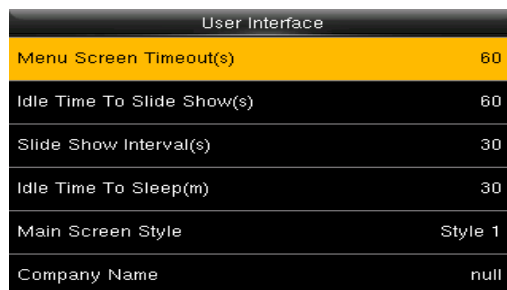 User Interface
Menu Screen Timeout(s) 60
Idle Time To Slide Show(s) 60
Slide Show Interval(s) 30
Idle Time To Sleep(m) 30
Main Screen Style Style 1
Company Name null